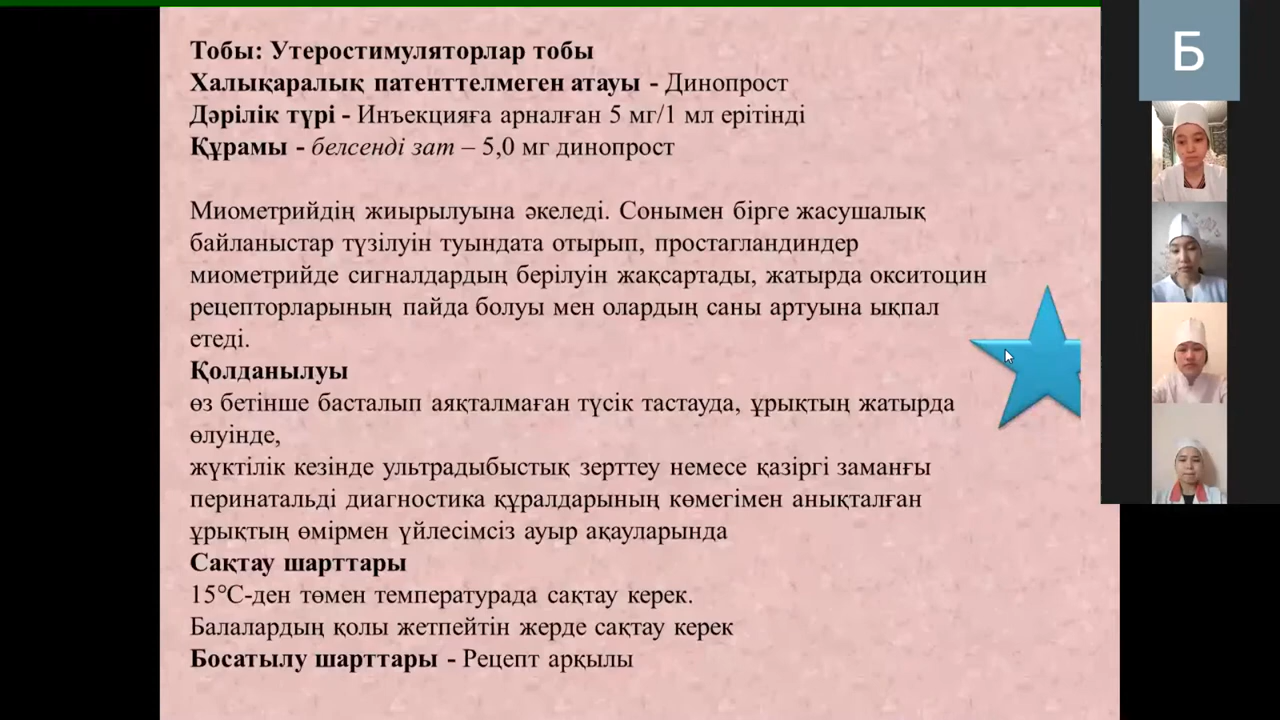 Тобы: Утеростимуляторлар тобы
Халықаралық патенттелмеген атауы - Динопрост
Дәрілік түрі - Инъекцияға арналған 5 мг/1 мл ерітінді
Құрамы - белсенді зат – 5,0 мг динопрост
Миометрийдің жиырылуына әкеледі. Сонымен бірге жасушалық
байланыстар түзілуін туындата отырып, простагландиндер
миометрийде сигналдардың берілуін жақсартады, жатырда окситоцин
рецепторларының пайда болуы мен олардың саны артуына ықпал
етеді.
Қолданылуы
өз бетінше басталып аяқталмаған түсік тастауда, ұрықтың жатырда
өлуінде,
жүктілік кезінде ультрадыбыстық зерттеу немесе қазіргі заманғы
перинатальді диагностика құралдарының көмегімен анықталған
ұрықтың өмірмен үйлесімсіз ауыр ақауларында
Сақтау шарттары
15°С-ден төмен температурада сақтау керек.
Балалардың қолы жетпейтін жерде сақтау керек
Босатылу шарттары - Рецепт арқылы
Б